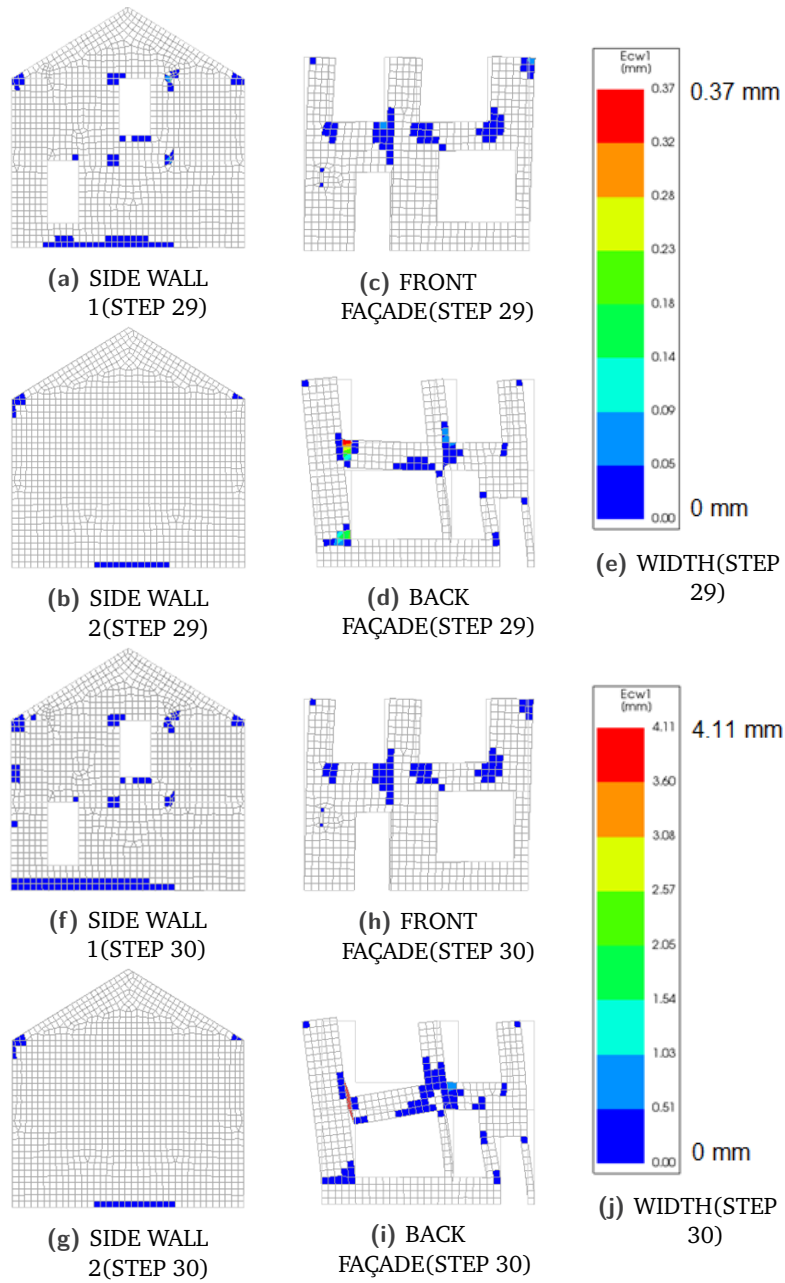 Ecw1
(mm)
0.37
0.37 mm
0.32
0.28
0.23
0.18
0.14
0.09
0.05
0 mm
0.00
(a) SIDE WALL
1(STEP 29)
(c) FRONT
FAÇADE(STEP 29)
(b) SIDE WALL
2(STEP 29)
(d) BACK
FAÇADE(STEP 29)
(e) WIDTH(STEP
29)
Ecw1
(mm)
4.11
4.11 mm
3.60
3.08
2.57
2.05
1.54
1.03
0.51
0 mm
0.00
(f) SIDE WALL
1(STEP 30)
(h) FRONT
FAÇADE(STEP 30)
(g) SIDE WALL
2(STEP 30)
(i) BACK
FAÇADE(STEP 30)
(j) WIDTH(STEP
30)